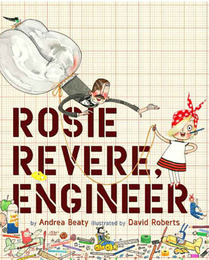 ROSIE
REVERE,
ENGINEER
by Andrea Beaty illustrated by David Roberts